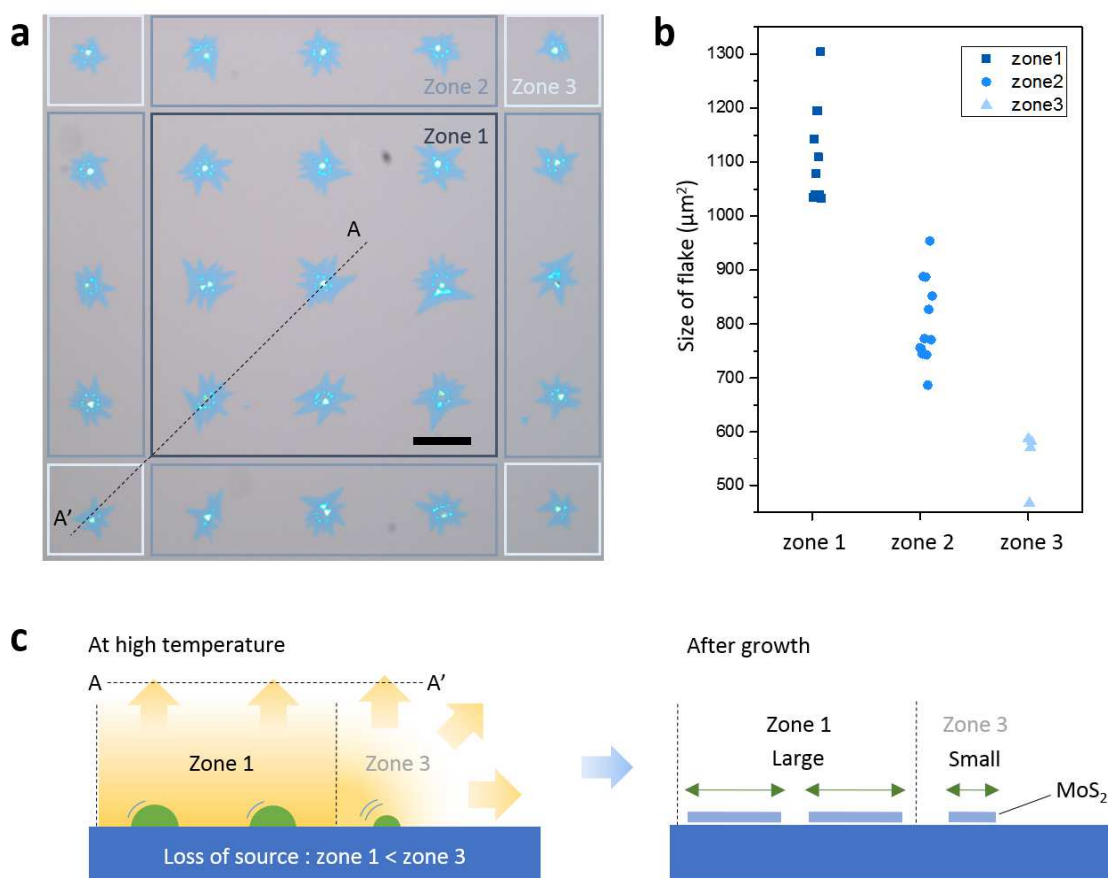 a
Zone 2
Zone 3
Zone 1
A
A'
b
Size of flake (µm²)
1300
1200
1100
1000
900
800
700
600
500
zone1
zone2
zone3
zone 1
zone 2
zone 3
c
At high temperature
A
A'
Zone 1
Zone 3
Loss of source : zone 1 < zone 3
After growth
Zone 1
Zone 3
Large
Small
MoS₂